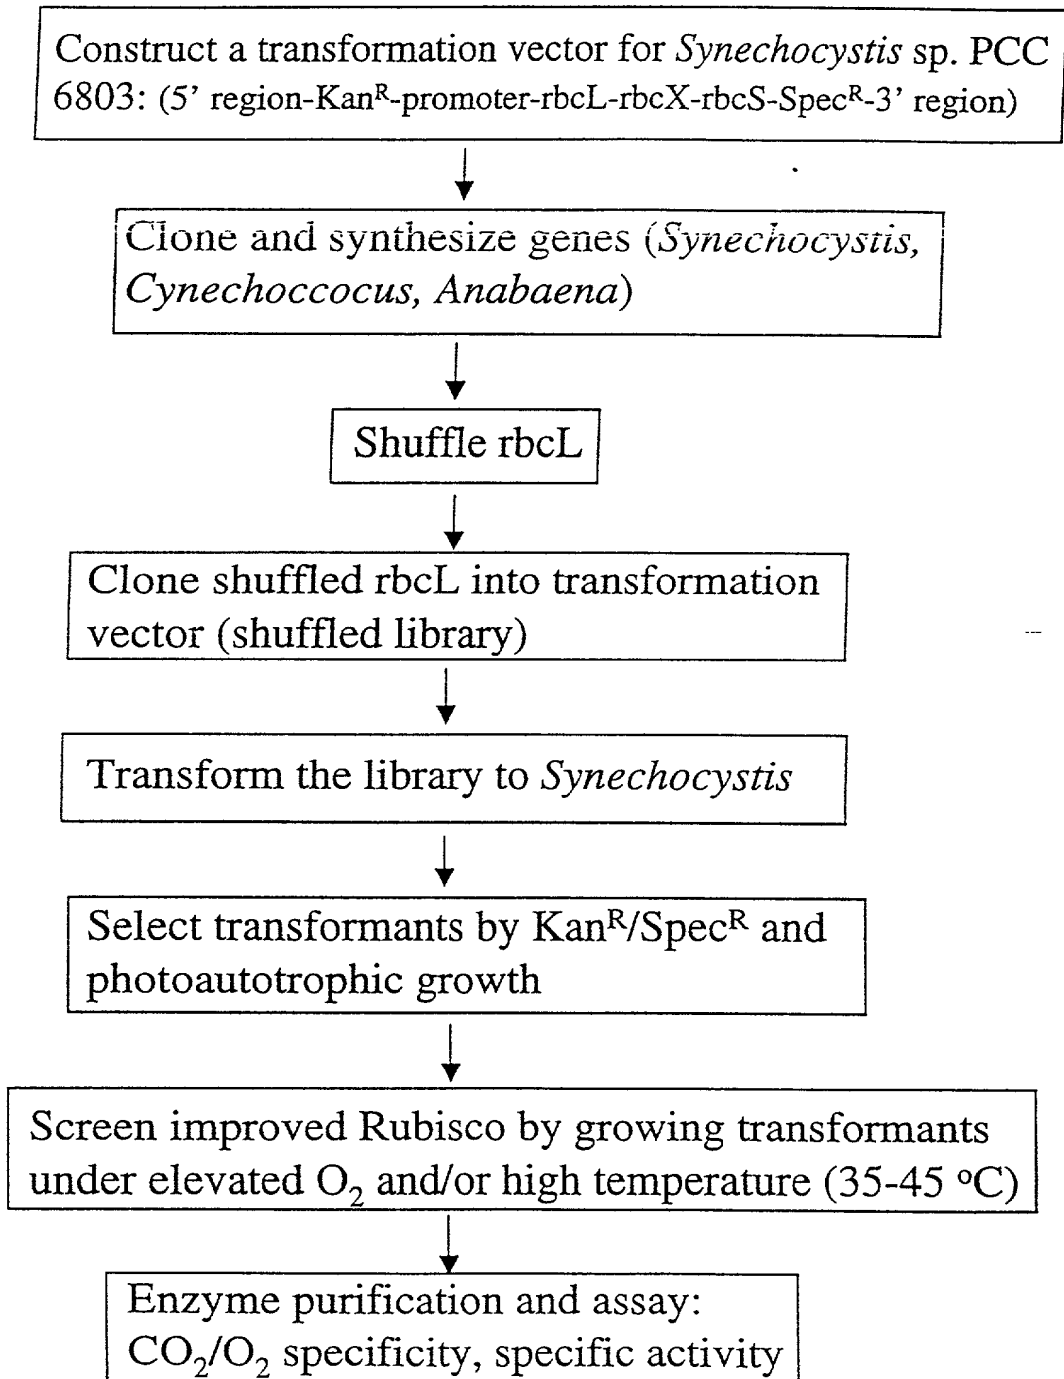 Construct a transformation vector for Synechocystis sp. PCC
6803: (5' region-Kanᴿ-promoter-rbcL-rbcX-rbcS-Specᴿ-3' region)
Clone and synthesize genes (Synechocystis,
Cynechoccocus, Anabaena)
Shuffle rbcL
Clone shuffled rbcL into transformation
vector (shuffled library)
Transform the library to Synechocystis
Select transformants by Kanᴿ/Specᴿ and
photoautotrophic growth
Screen improved Rubisco by growing transformants
under elevated O₂ and/or high temperature (35-45 ºC)
Enzyme purification and assay:
CO₂/O₂ specificity, specific activity